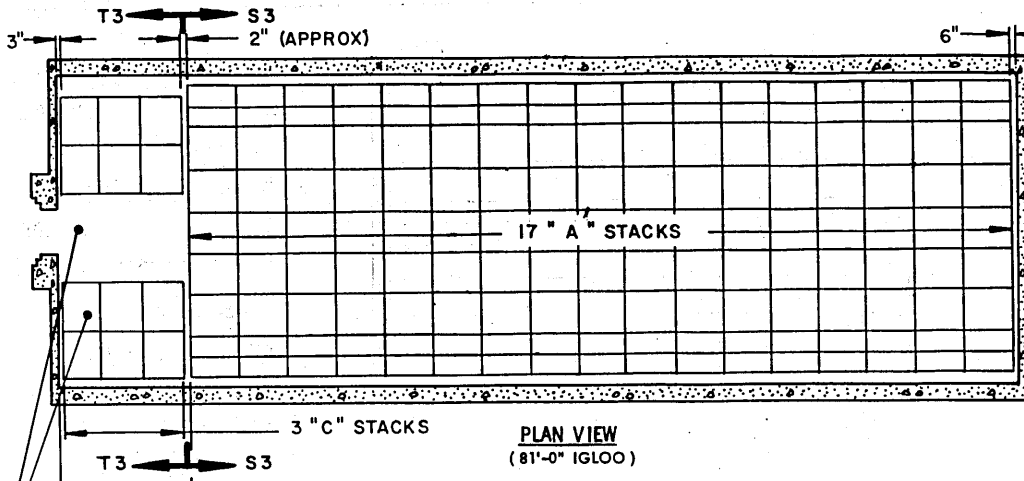 T3 S3
3" 2" (APPROX) 6"
17 "A" STACKS
3 "C" STACKS
PLAN VIEW
(81'-0" IGLOO)
T3 S3